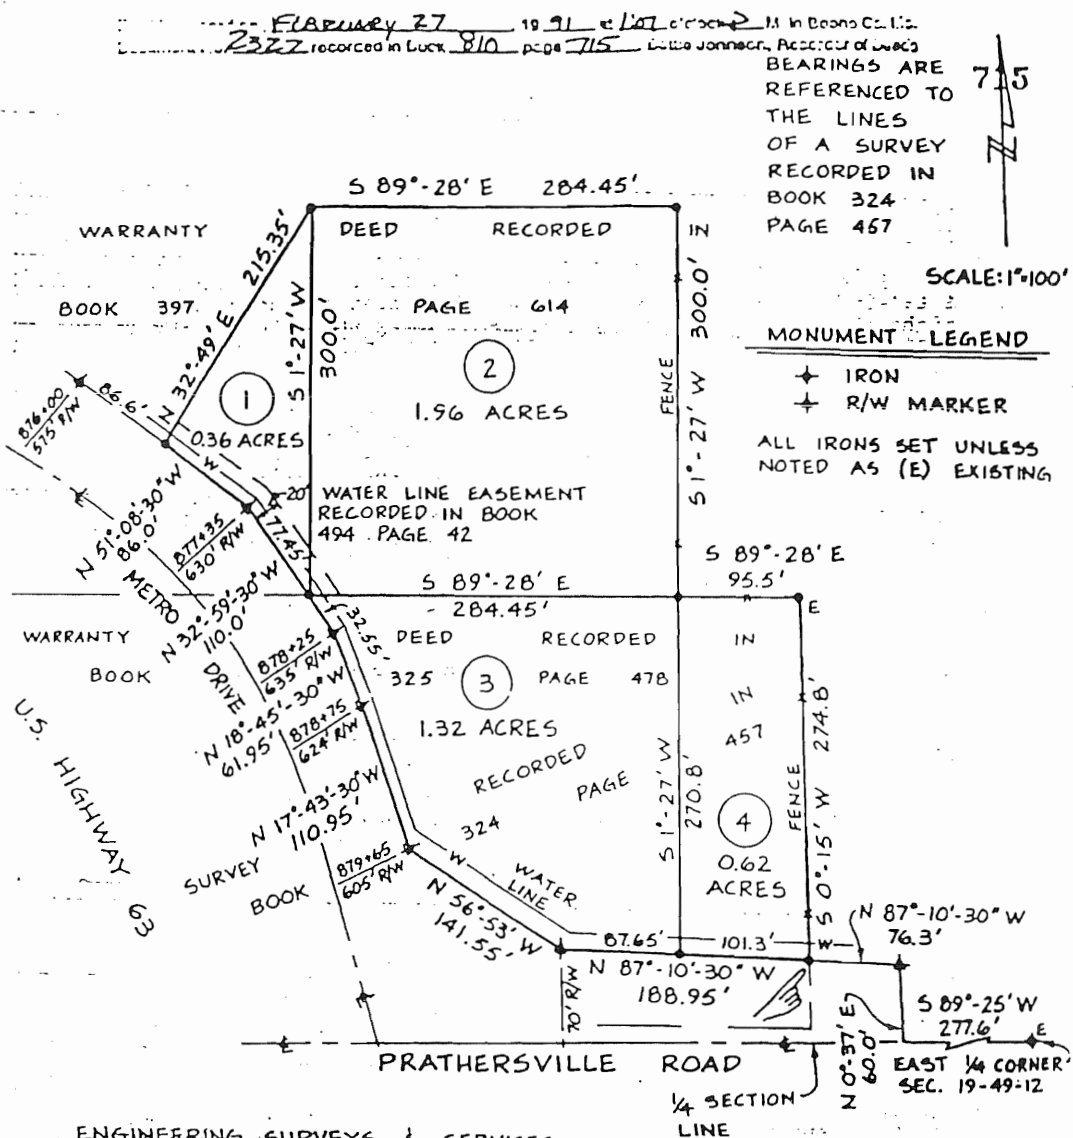 FEBRUARY 27 1991
2327 recorded in Book 810 page 715
715
BEARINGS ARE
REFERENCED TO
THE LINES
OF A SURVEY
RECORDED IN
BOOK 324
PAGE 457
N
SCALE: 1"=100'
MONUMENT LEGEND
IRON
R/W MARKER
ALL IRONS SET UNLESS
NOTED AS (E) EXISTING
S 89°-28' E 284.45'
WARRANTY DEED RECORDED IN
BOOK 397 PAGE 614
N 32°-49' E 215.35'
S 1°-27' W
300.0'
FENCE
S 1°-27' W 300.0'
1
0.36 ACRES
2
1.96 ACRES
876+00
575' R/W
86.6'
W
20' WATER LINE EASEMENT
RECORDED IN BOOK
494 PAGE 42
N 51°-08'-30" W
86.0'
877+35
630' R/W
77.45'
S 89°-28' E
284.45'
S 89°-28' E
95.5'
E
METRO DRIVE
N 32°-59'-30" W
110.0'
32.55'
WARRANTY DEED RECORDED IN
BOOK 325 PAGE 478
878+25
635' R/W
3
1.32 ACRES
N 18°-45'-30" W
61.95'
878+75
624' R/W
N 17°-43'-30" W
110.95'
SURVEY RECORDED IN
BOOK 324 PAGE 457
879+65
605' R/W
S 1°-27' W
270.8'
FENCE
S 0°-15' W 274.8'
4
0.62
ACRES
U.S. HIGHWAY 63
W
WATER
LINE
N 56°-53' W
141.55'
87.65' 101.3' W
N 87°-10'-30" W
76.3'
N 87°-10'-30" W
188.95'
70' R/W
S 89°-25' W
277.6'
E
N 0°-37' E
60.0'
EAST 1/4 CORNER
SEC. 19-49-12
PRATHERSVILLE ROAD
1/4 SECTION
LINE
ENGINEERING SURVEYS & SERVICES